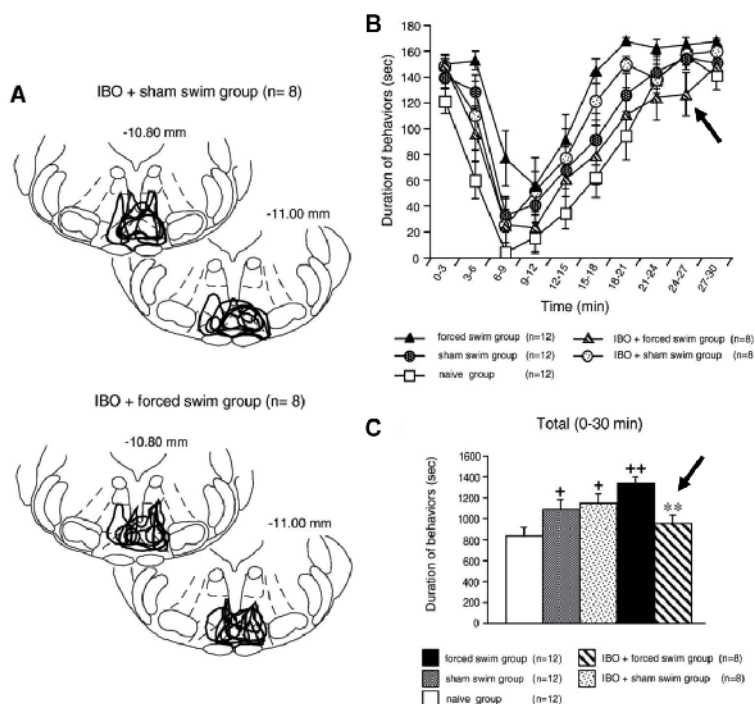 A
IBO + sham swim group (n= 8)
-10.80 mm
-11.00 mm
IBO + forced swim group (n= 8)
-10.80 mm
-11.00 mm
B
Duration of behaviors (sec)
180
160
140
120
100
80
60
40
20
0
0-3
3-6
6-9
9-12
12-15
15-18
18-21
21-24
24-27
27-30
Time (min)
forced swim group (n=12)
IBO + forced swim group (n=8)
sham swim group (n=12)
IBO + sham swim group (n=8
naive group (n=12)
C
Total (0-30 min)
Duration of behaviors (sec)
1600
1400
1200
1000
800
600
400
200
0
+
+
++
**
forced swim group (n=12)
IBO + forced swim group (n=8)
sham swim group (n=12)
IBO + sham swim group (n=8)
naive group (n=12)